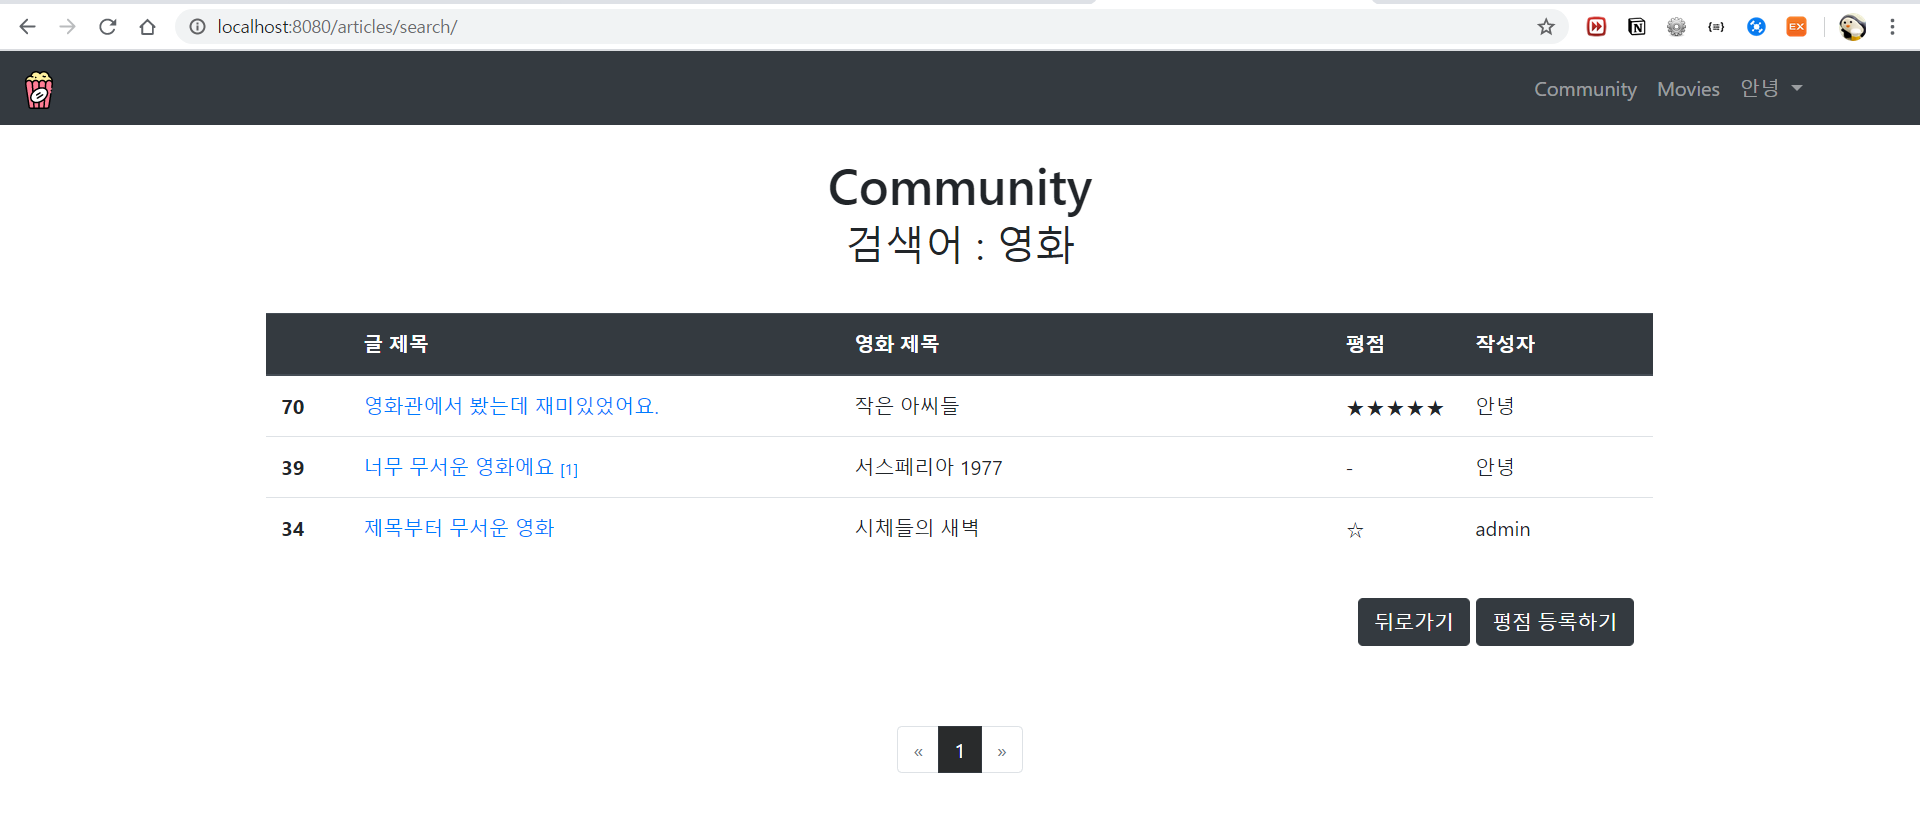 localhost:8080/articles/search/
EX
Community Movies 안녕
Community
검색어 : 영화
글 제목 영화 제목 평점 작성자
70 영화관에서 봤는데 재미있었어요. 작은 아씨들 ★★★★★ 안녕
39 너무 무서운 영화에요 [1] 서스페리아 1977 - 안녕
34 제목부터 무서운 영화 시체들의 새벽 ☆ admin
뒤로가기 평점 등록하기
« 1 »